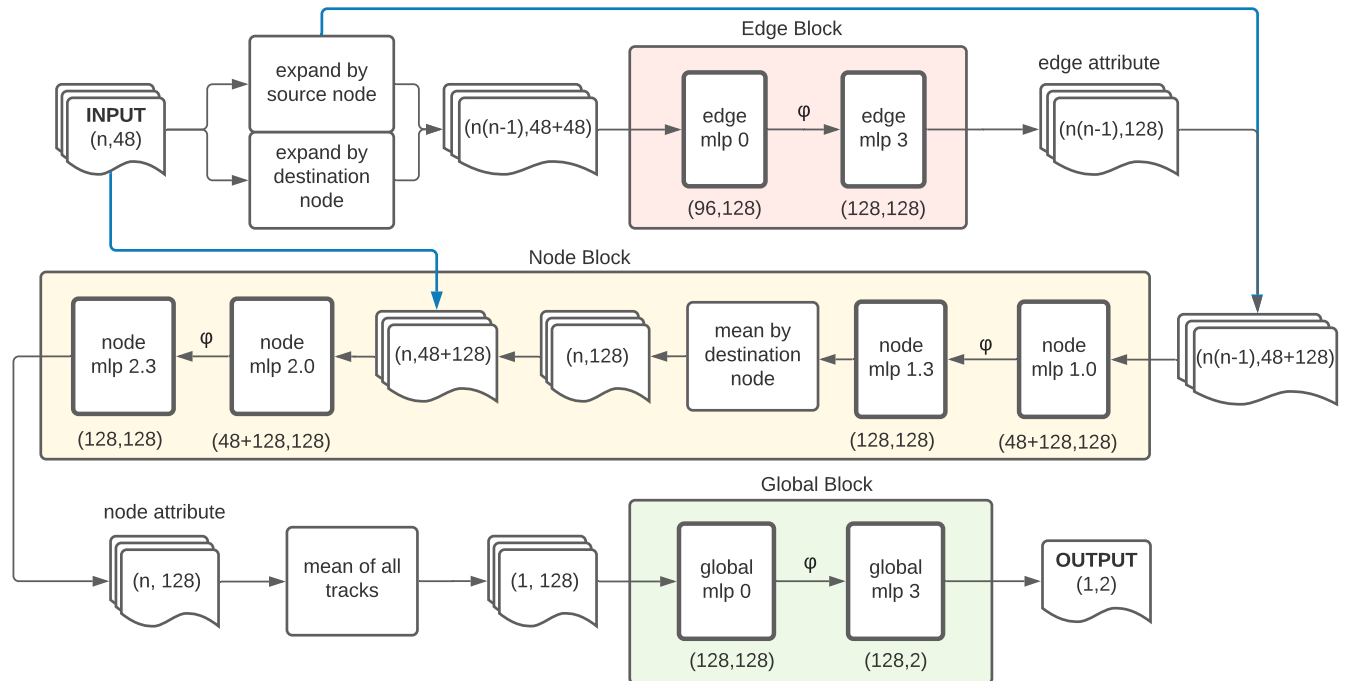 Edge Block
expand by
source node
edge attribute
INPUT
(n,48)
(n(n-1),48+48)
edge
mlp 0
φ
edge
mlp 3
(n(n-1),128)
expand by
destination
node
(96,128)
(128,128)
Node Block
node
mlp 2.3
φ
node
mlp 2.0
(n,48+128)
(n,128)
mean by
destination
node
node
mlp 1.3
φ
node
mlp 1.0
(n(n-1),48+128)
(128,128)
(48+128,128)
(128,128)
(48+128,128)
Global Block
node attribute
(n, 128)
mean of all
tracks
(1, 128)
global
mlp 0
φ
global
mlp 3
OUTPUT
(1,2)
(128,128)
(128,2)